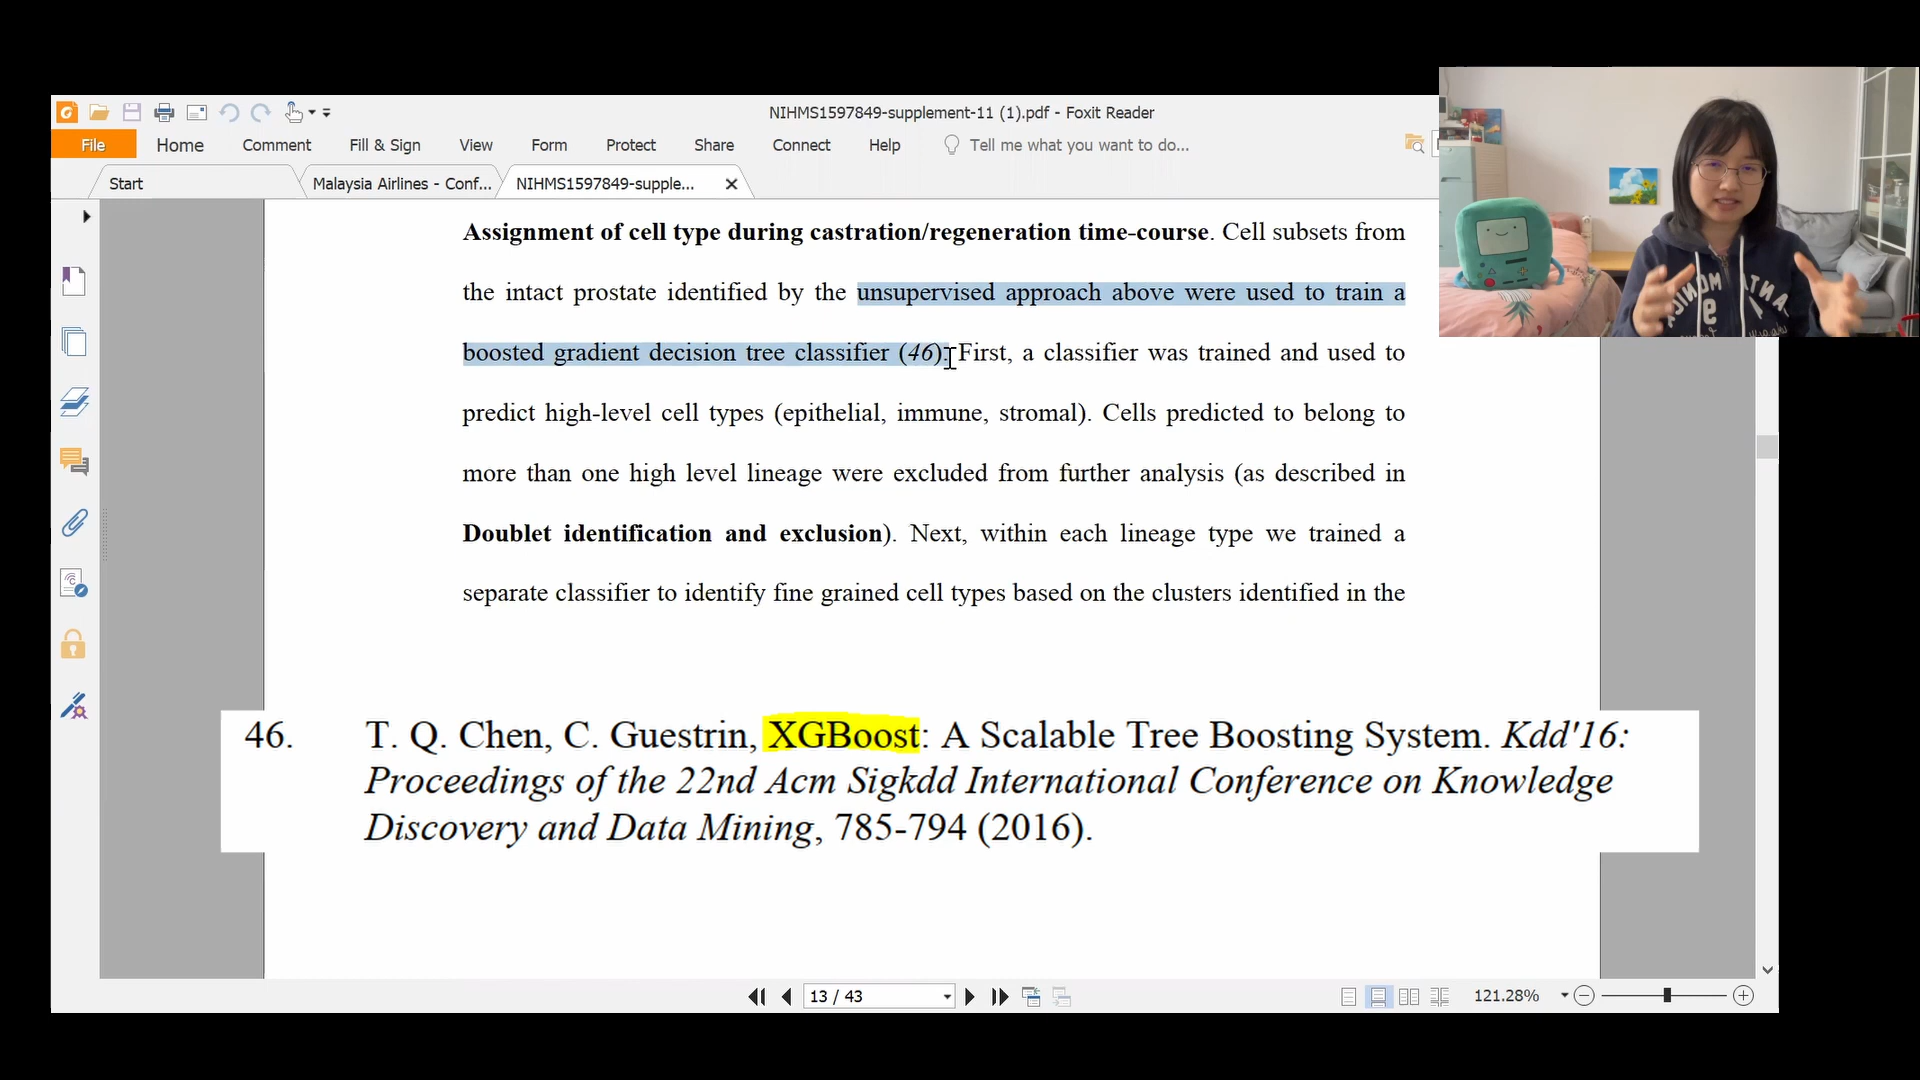 NIHMS1597849-supplement-11 (1).pdf - Foxit Reader
File Home Comment Fill & Sign View Form Protect Share Connect Help Tell me what you want to do...
Start Malaysia Airlines - Conf... NIHMS1597849-supple...
Assignment of cell type during castration/regeneration time-course. Cell subsets from
the intact prostate identified by the unsupervised approach above were used to train a
boosted gradient decision tree classifier (46). First, a classifier was trained and used to
predict high-level cell types (epithelial, immune, stromal). Cells predicted to belong to
more than one high level lineage were excluded from further analysis (as described in
Doublet identification and exclusion). Next, within each lineage type we trained a
separate classifier to identify fine grained cell types based on the clusters identified in the
46. T. Q. Chen, C. Guestrin, XGBoost: A Scalable Tree Boosting System. Kdd'16:
Proceedings of the 22nd Acm Sigkdd International Conference on Knowledge
Discovery and Data Mining, 785-794 (2016).
13 / 43
121.28%